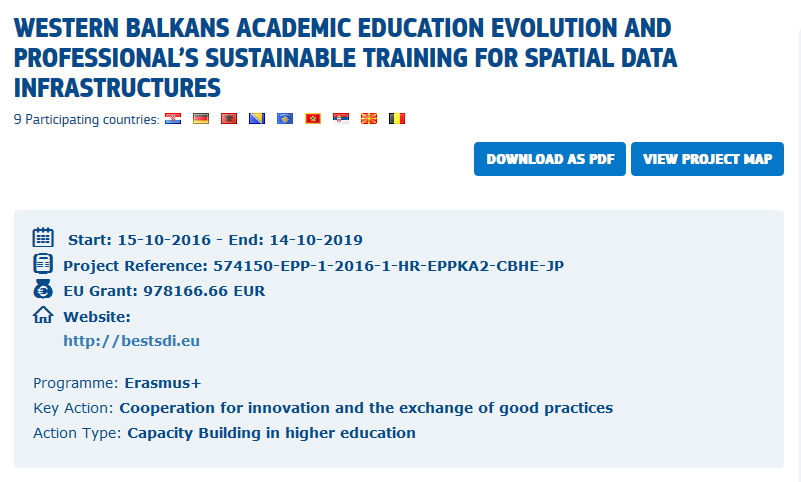 WESTERN BALKANS ACADEMIC EDUCATION EVOLUTION AND
PROFESSIONAL'S SUSTAINABLE TRAINING FOR SPATIAL DATA
INFRASTRUCTURES
9 Participating countries:
DOWNLOAD AS PDF VIEW PROJECT MAP
Start: 15-10-2016 - End: 14-10-2019
Project Reference: 574150-EPP-1-2016-1-HR-EPPKA2-CBHE-JP
EU Grant: 978166.66 EUR
Website:
http://bestsdi.eu
Programme: Erasmus+
Key Action: Cooperation for innovation and the exchange of good practices
Action Type: Capacity Building in higher education